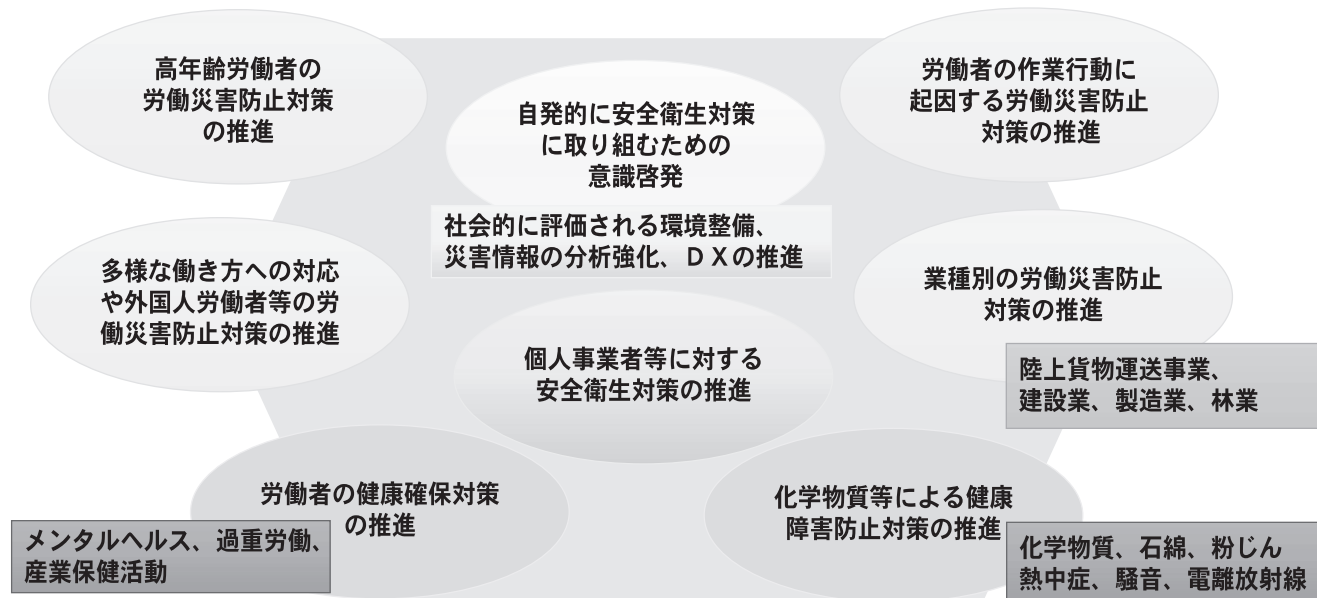 高年齢労働者の
労働災害防止対策
の推進
自発的に安全衛生対策
に取り組むための
意識啓発
社会的に評価される環境整備、
災害情報の分析強化、ＤＸの推進
労働者の作業行動に
起因する労働災害防止
対策の推進
多様な働き方への対応
や外国人労働者等の労
働災害防止対策の推進
個人事業者等に対する
安全衛生対策の推進
業種別の労働災害防止
対策の推進
陸上貨物運送事業、
建設業、製造業、林業
労働者の健康確保対策
の推進
メンタルヘルス、過重労働、
産業保健活動
化学物質等による健康
障害防止対策の推進
化学物質、石綿、粉じん
熱中症、騒音、電離放射線